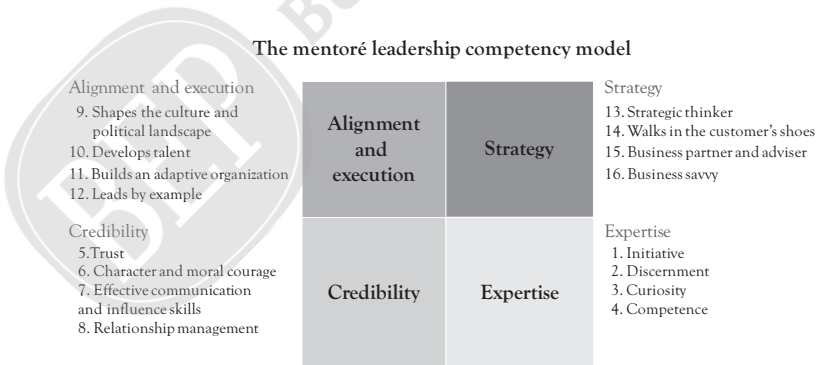 The mentoré leadership competency model
Alignment and execution
9. Shapes the culture and
political landscape
10. Develops talent
11. Builds an adaptive organization
12. Leads by example
Alignment
and
execution
Strategy
Strategy
13. Strategic thinker
14. Walks in the customer's shoes
15. Business partner and adviser
16. Business savvy
Credibility
5.Trust
6. Character and moral courage
7. Effective communication
and influence skills
8. Relationship management
Credibility
Expertise
Expertise
1. Initiative
2. Discernment
3. Curiosity
4. Competence
BEP